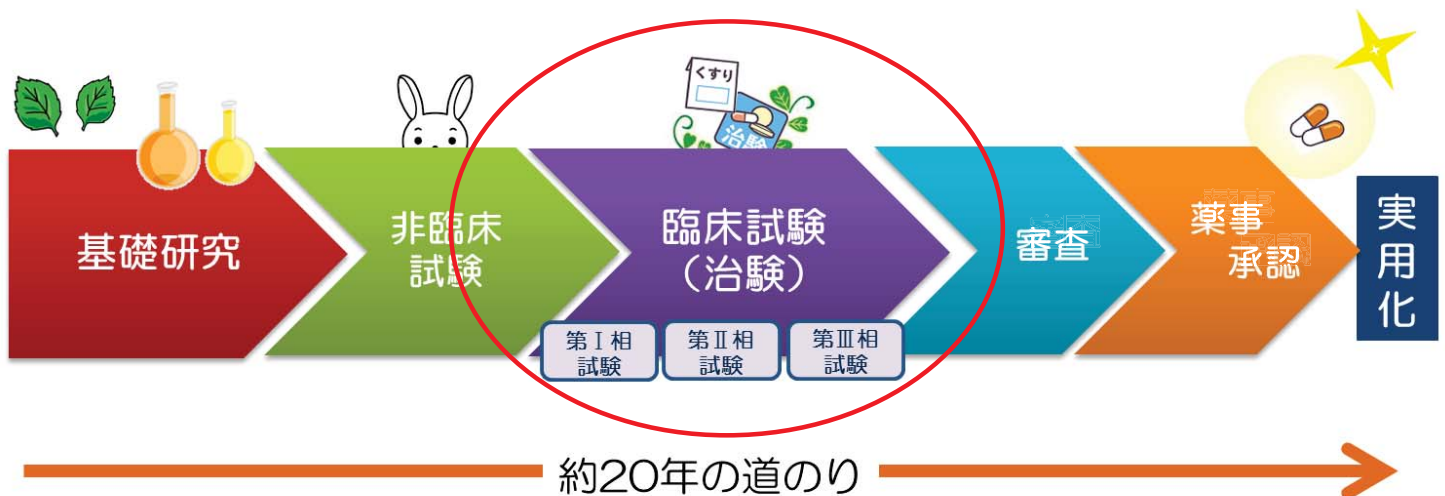 くすり
治験
基礎研究
非臨床
試験
臨床試験
(治験)
審査
薬事
承認
実用化
第Ⅰ相
試験
第Ⅱ相
試験
第Ⅲ相
試験
約20年の道のり